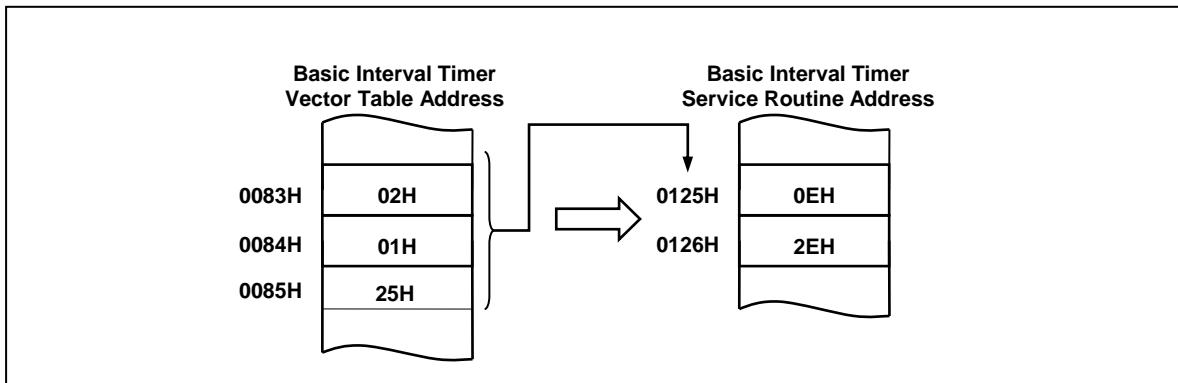 Basic Interval Timer
Vector Table Address
Basic Interval Timer
Service Routine Address
0083H 02H
0125H 0EH
0084H 01H
0126H 2EH
0085H 25H